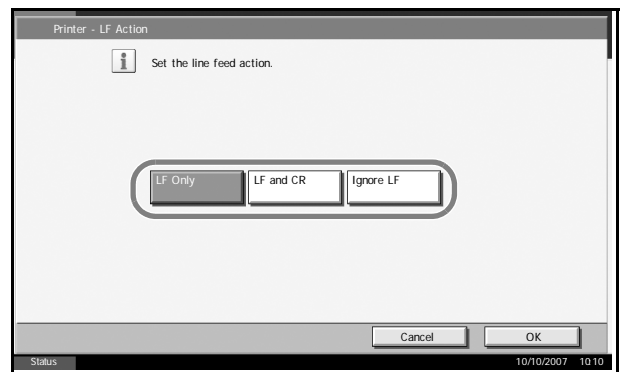 Printer - LF Action
Set the line feed action.
LF Only LF and CR Ignore LF
Cancel OK
Status 10/10/2007 10:10